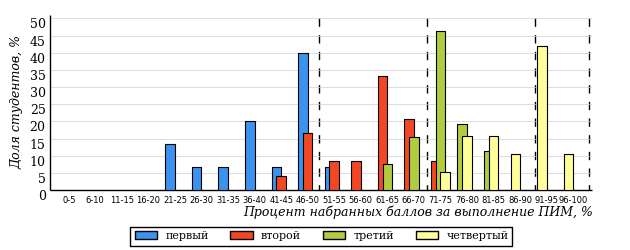 50
45
40
35
30
25
20
15
10
5
0
Доля студентов, %
0-5 6-10 11-15 16-20 21-25 26-30 31-35 36-40 41-45 46-50 51-55 56-60 61-65 66-70 71-75 76-80 81-85 86-90 91-95 96-100
Процент набранных баллов за выполнение ПИМ, %
первый второй третий четвертый